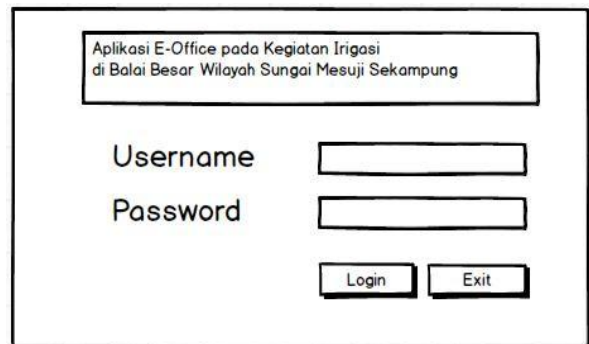 Aplikasi E-Office pada Kegiatan Irigasi
di Balai Besar Wilayah Sungai Mesuji Sekampung
Username
Password
Login Exit